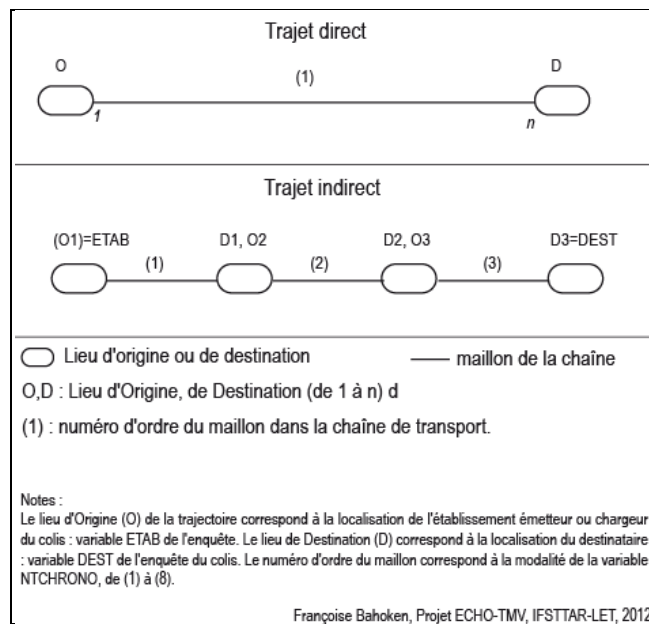 Trajet direct
O (1) D
1 n
Trajet indirect
(O1)=ETAB D1, O2 D2, O3 D3=DEST
(1) (2) (3)
Lieu d'origine ou de destination maillon de la chaîne
O,D : Lieu d'Origine, de Destination (de 1 à n) d
(1) : numéro d'ordre du maillon dans la chaîne de transport.
Notes :
Le lieu d'Origine (O) de la trajectoire correspond à la localisation de l'établissement émetteur ou chargeur
du colis : variable ETAB de l'enquête. Le lieu de Destination (D) correspond à la localisation du destinataire
: variable DEST de l'enquête du colis. Le numéro d'ordre du maillon correspond à la modalité de la variable
NTCHRONO, de (1) à (8).
Françoise Bahoken, Projet ECHO-TMV, IFSTTAR-LET, 2012